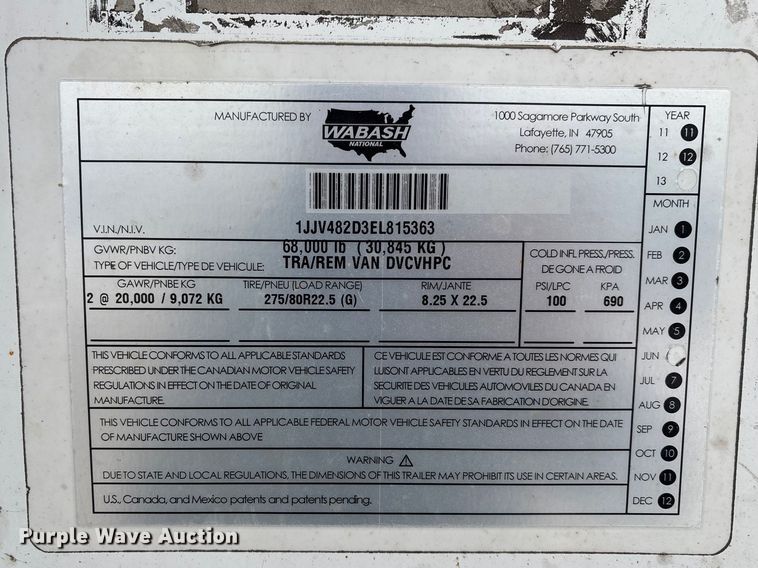 MANUFACTURED BY
WABASH
NATIONAL
1000 Sagamore Parkway South
Lafayette, IN 47905
Phone: (765) 771-5300
YEAR
11 11
12 12
13
V.I.N./N.I.V. 1JJV482D3EL815363
GVWR/PNBV KG: 68,000 lb ( 30,845 KG )
TYPE OF VEHICLE/TYPE DE VEHICULE: TRA/REM VAN DVCVHPC
COLD INFL PRESS./PRESS.
DE GONE A FROID
GAWR/PNBE KG TIRE/PNEU (LOAD RANGE) RIM/JANTE PSI/LPC KPA
2 @ 20,000 / 9,072 KG 275/80R22.5 (G) 8.25 X 22.5 100 690
THIS VEHICLE CONFORMS TO ALL APPLICABLE STANDARDS
PRESCRIBED UNDER THE CANADIAN MOTOR VEHICLE SAFETY
REGULATIONS IN EFFECT ON THE DATE OF ORIGINAL
MANUFACTURE.
CE VEHICULE EST CONFORME A TOUTES LES NORMES QUI
LUISONT APPLICABLES EN VERTU DU REGLEMENT SUR LA
SECURITE DES VEHICULES AUTOMOVILES DU CANADA EN
VIGUER A LA DATE DE SA FABRICATION D'ORIGINE.
THIS VEHICLE CONFORMS TO ALL APPLICABLE FEDERAL MOTOR VEHICLE SAFETY STANDARDS IN EFFECT ON THE DATE
OF MANUFACTURE SHOWN ABOVE
WARNING
DUE TO STATE AND LOCAL REGULATIONS, THE DIMENSIONS OF THIS TRAILER MAY PROHIBIT ITS USE IN CERTAIN AREAS.
U.S., Canada, and Mexico patents and patents pending.
MONTH
JAN 1
FEB 2
MAR 3
APR 4
MAY 5
JUN
JUL 7
AUG 8
SEP 9
OCT 10
NOV 11
DEC 12
Purple Wave Auction